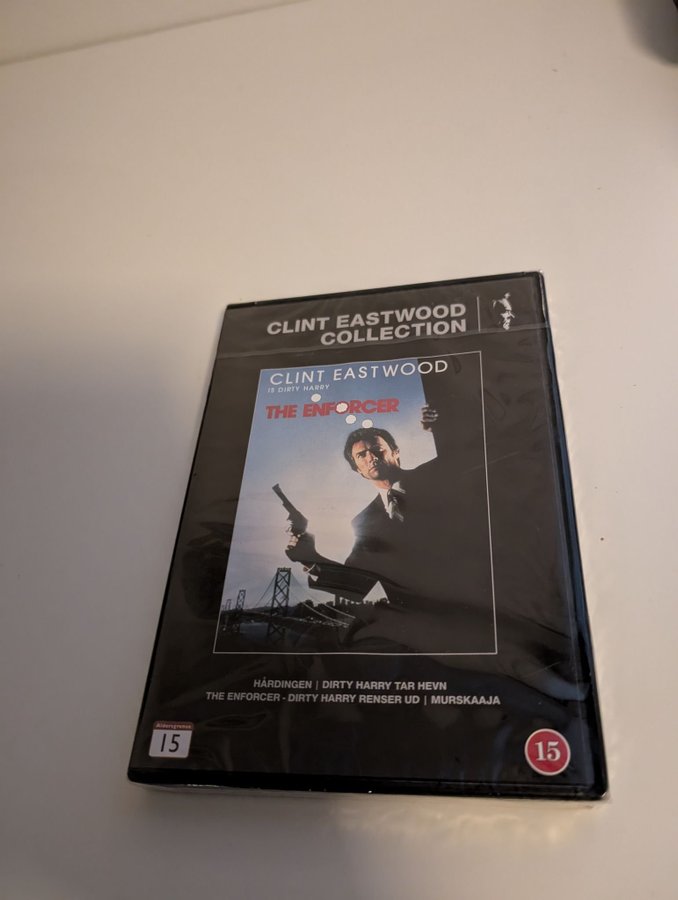 CLINT EASTWOOD
COLLECTION
CLINT EASTWOOD
IS DIRTY HARRY
THE ENFORCER
HÅRDINGEN | DIRTY HARRY TAR HEVN
THE ENFORCER - DIRTY HARRY RENSER UD | MURSKAAJA
Aldersgrense
15
15